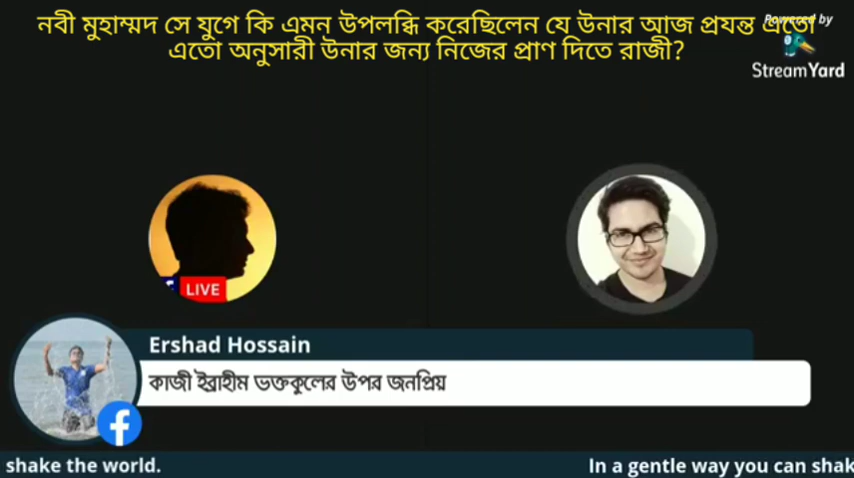 নবী মুহাম্মদ সে যুগে কি এমন উপলব্ধি করেছিলেন যে উনার আজ প্রযন্ত এতো
এতো অনুসারী উনার জন্য নিজের প্রাণ দিতে রাজী?
Powered by
StreamYard
LIVE
Ershad Hossain
কাজী ইব্রাহীম ভক্তকুলের উপর জনপ্রিয়
shake the world.
In a gentle way you can shak